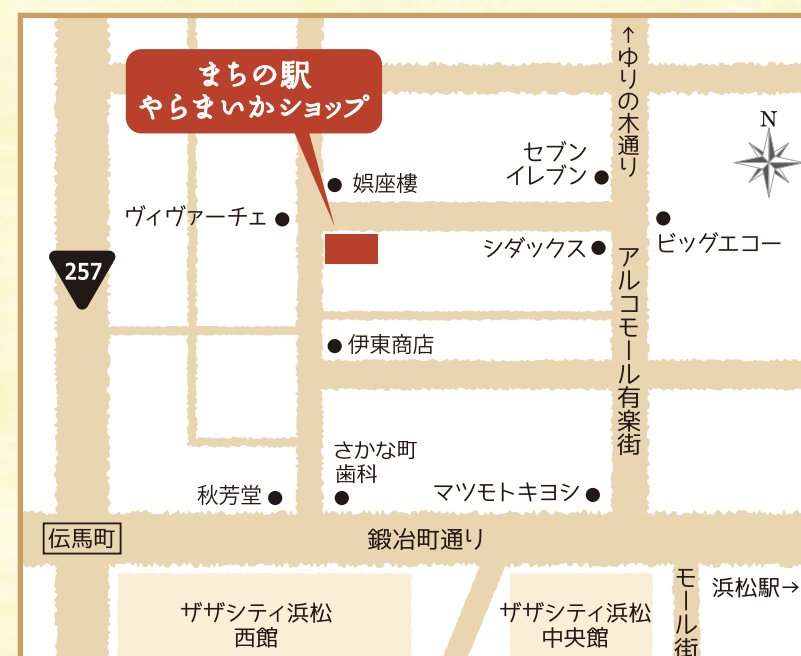 まちの駅
やらまいかショップ
↑ゆりの木通り
N
セブン
イレブン
娯座樓
ヴィヴァーチェ
ビッグエコー
シダックス
257
アルコモール有楽街
伊東商店
さかな町
歯科
秋芳堂
マツモトキヨシ
伝馬町
鍛冶町通り
モール街
浜松駅→
ザザシティ浜松
西館
ザザシティ浜松
中央館